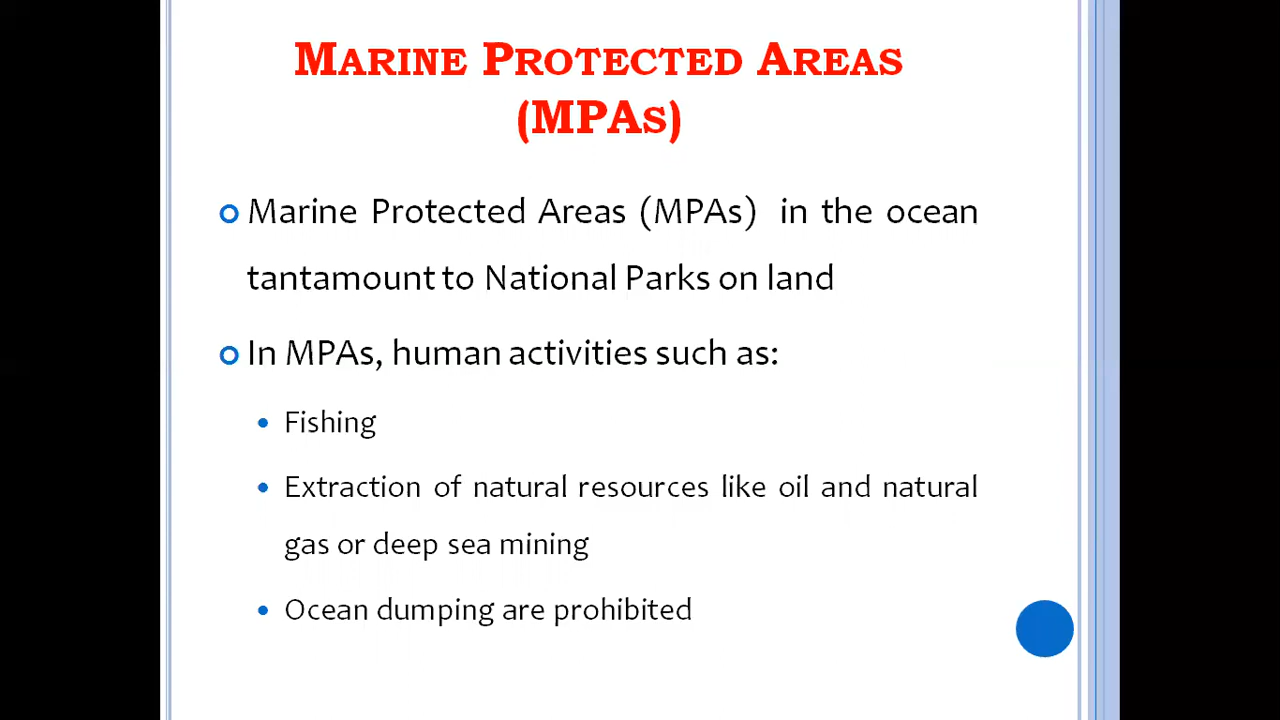 Marine Protected Areas
(MPAs)
Marine Protected Areas (MPAs) in the ocean
tantamount to National Parks on land
In MPAs, human activities such as:
Fishing
Extraction of natural resources like oil and natural
gas or deep sea mining
Ocean dumping are prohibited